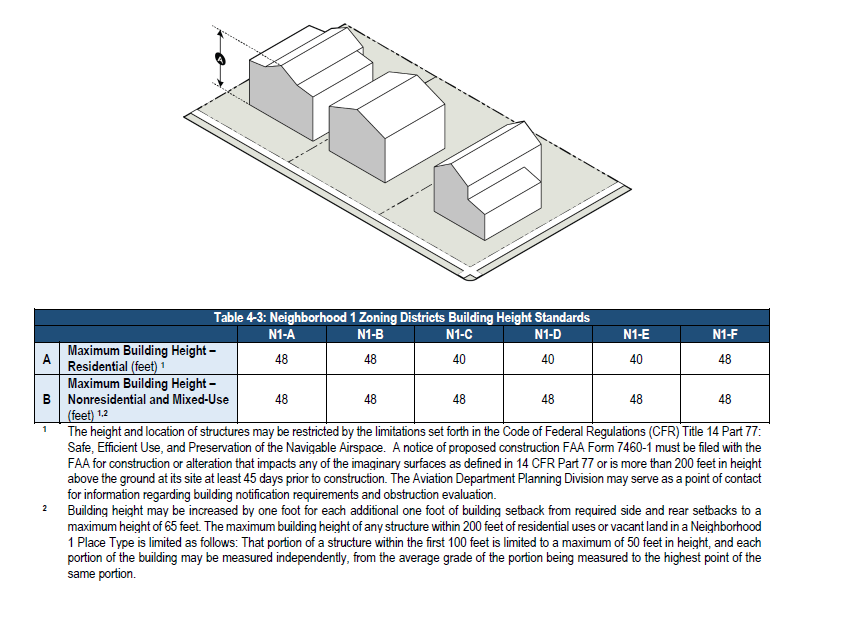 A
Table 4-3: Neighborhood 1 Zoning Districts Building Height Standards
N1-A N1-B N1-C N1-D N1-E N1-F
A Maximum Building Height – Residential (feet) 1 48 48 40 40 40 48
B Maximum Building Height – Nonresidential and Mixed-Use (feet) 1,2 48 48 48 48 48 48
1 The height and location of structures may be restricted by the limitations set forth in the Code of Federal Regulations (CFR) Title 14 Part 77:
Safe, Efficient Use, and Preservation of the Navigable Airspace. A notice of proposed construction FAA Form 7460-1 must be filed with the
FAA for construction or alteration that impacts any of the imaginary surfaces as defined in 14 CFR Part 77 or is more than 200 feet in height
above the ground at its site at least 45 days prior to construction. The Aviation Department Planning Division may serve as a point of contact
for information regarding building notification requirements and obstruction evaluation.
2 Building height may be increased by one foot for each additional one foot of building setback from required side and rear setbacks to a
maximum height of 65 feet. The maximum building height of any structure within 200 feet of residential uses or vacant land in a Neighborhood
1 Place Type is limited as follows: That portion of a structure within the first 100 feet is limited to a maximum of 50 feet in height, and each
portion of the building may be measured independently, from the average grade of the portion being measured to the highest point of the
same portion.